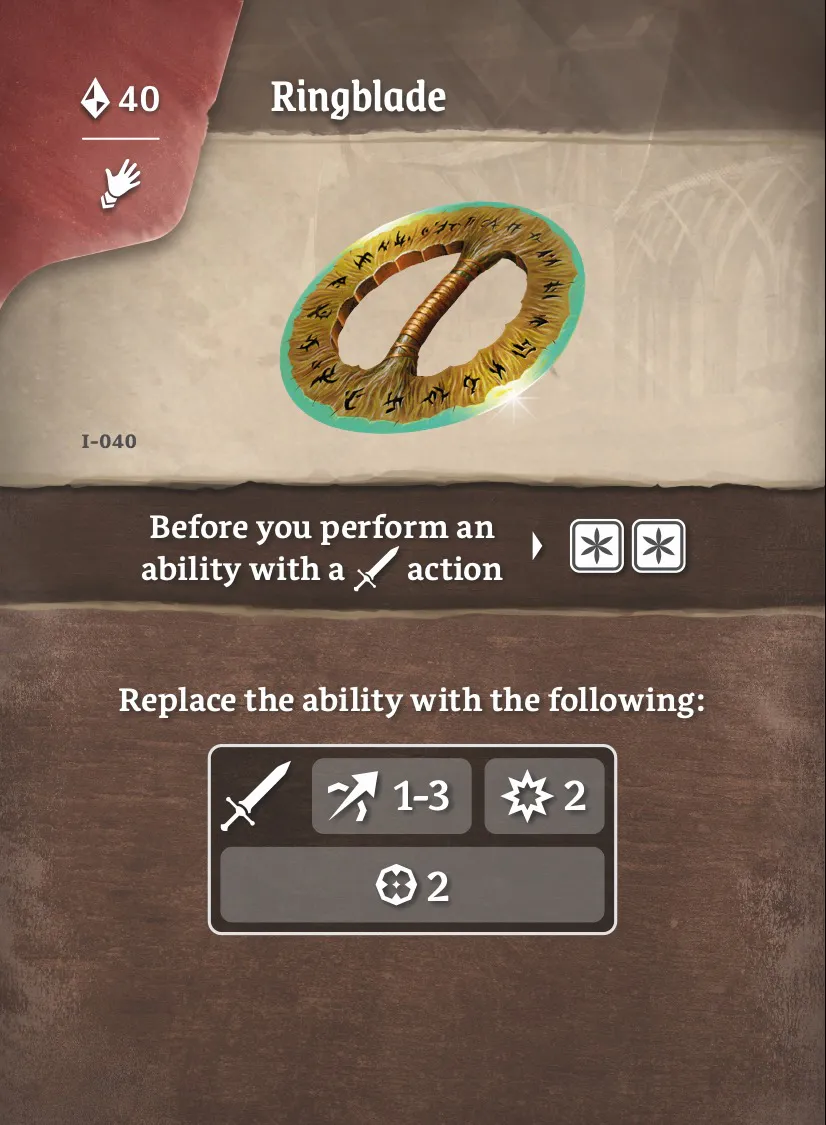 40
Ringblade
I-040
Before you perform an
ability with a action
Replace the ability with the following:
1-3 2
2